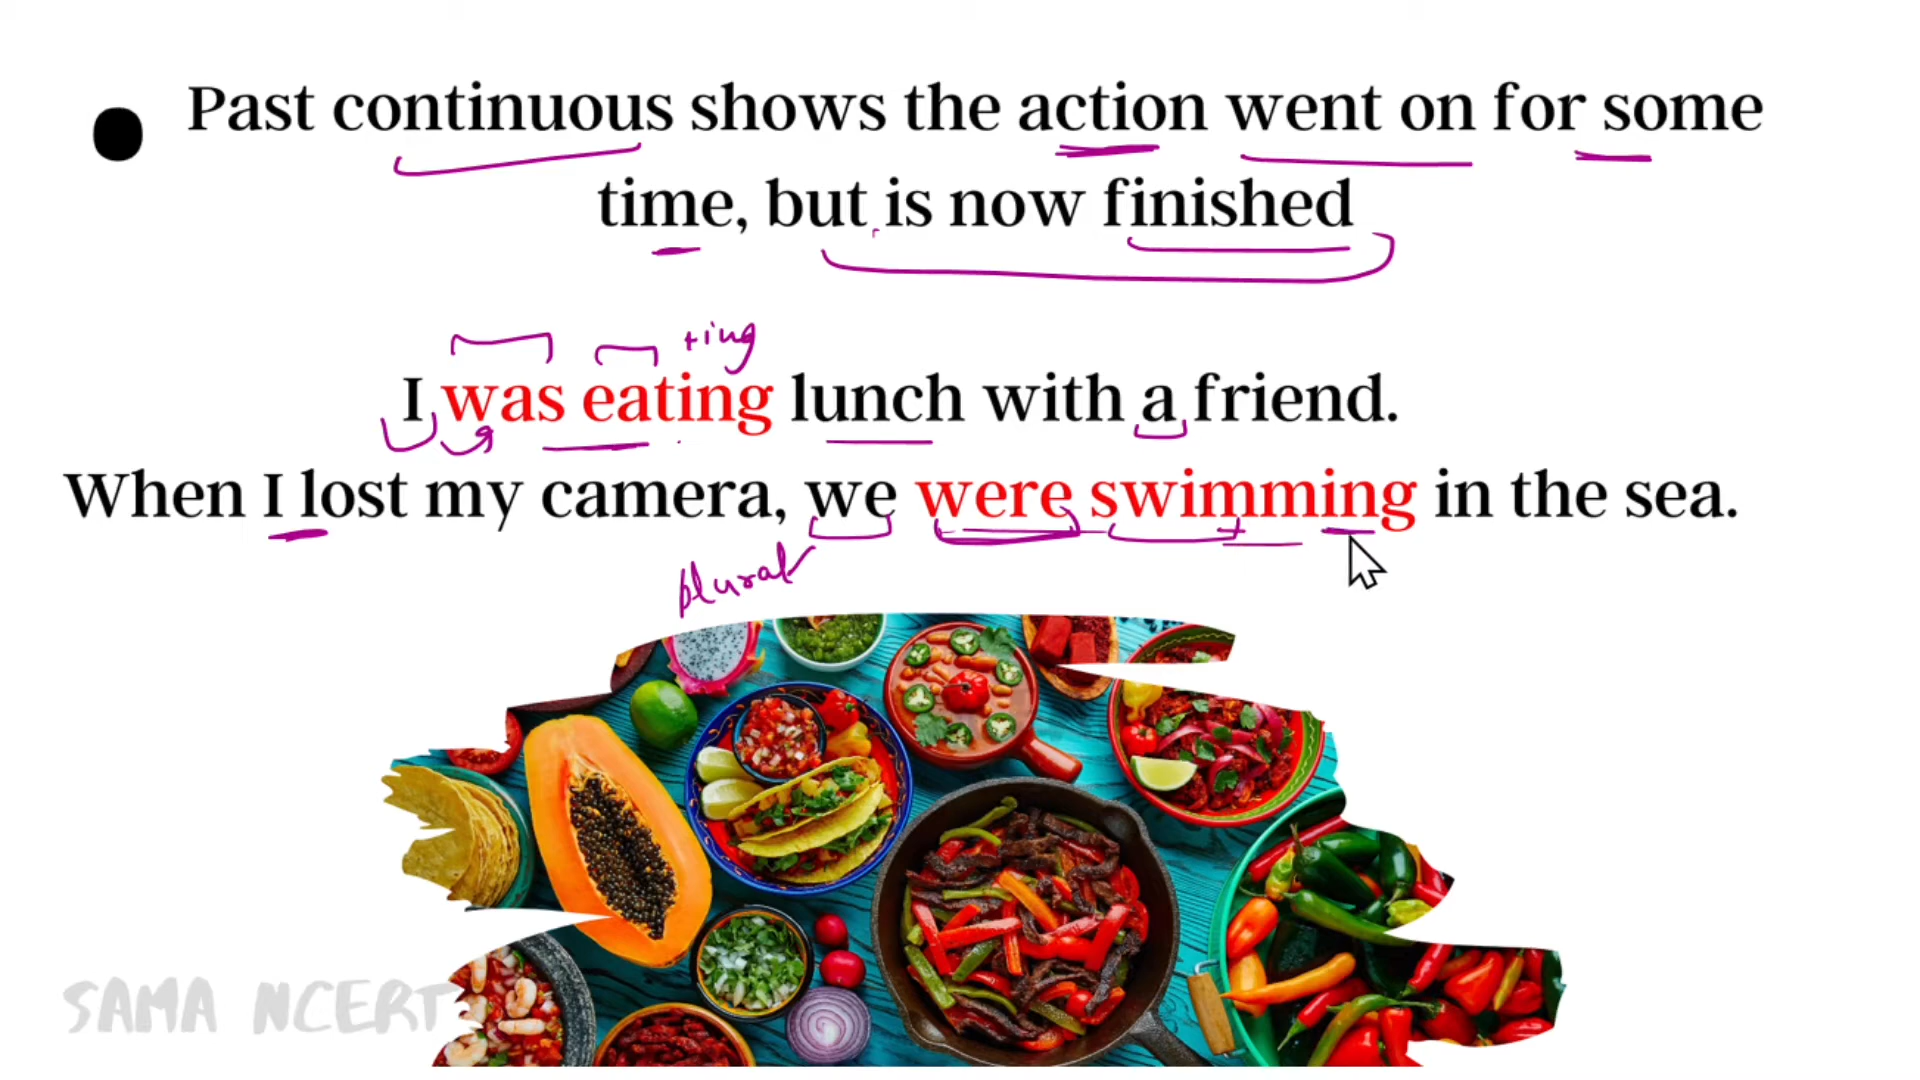 Past continuous shows the action went on for some
time, but is now finished
+ing
I was eating lunch with a friend.
When I lost my camera, we were swimming in the sea.
plural
SAMA NCERT